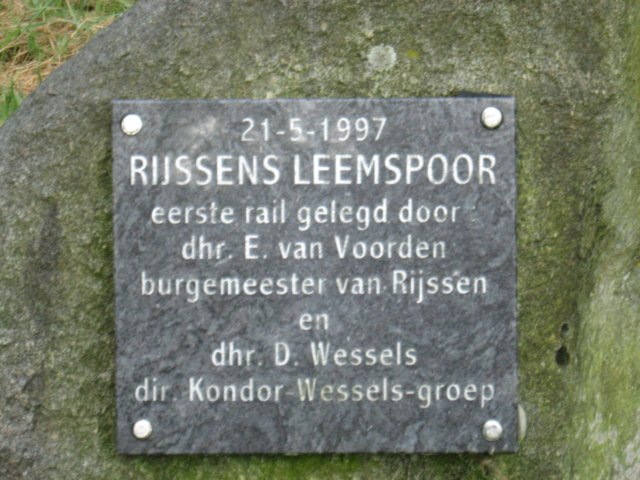 21-5-1997
RIJSSENS LEEMSPOOR
eerste rail gelegd door :
dhr. E. van Voorden
burgemeester van Rijssen
en
dhr. D. Wessels
dir. Kondor-Wessels-groep